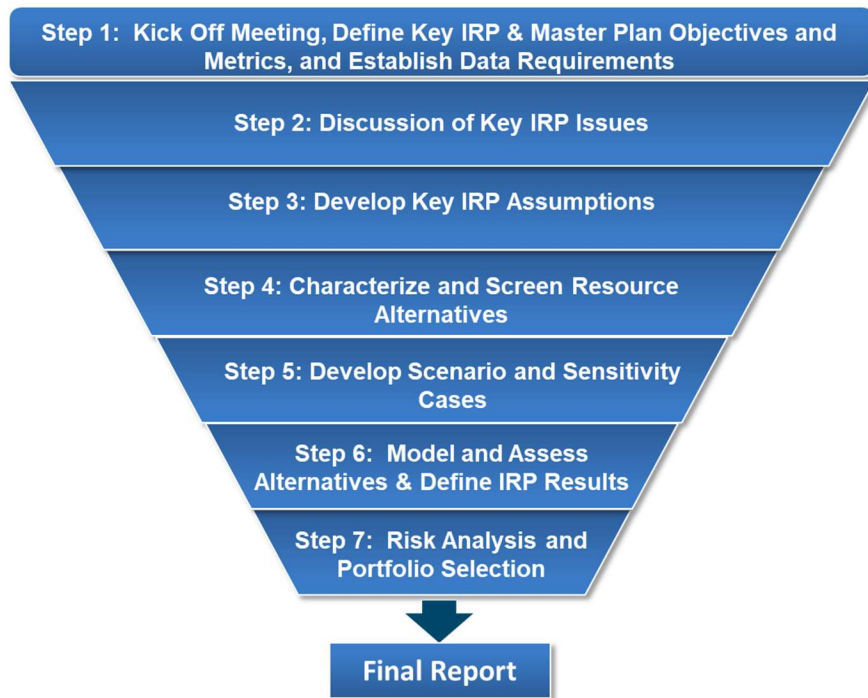 Step 1: Kick Off Meeting, Define Key IRP & Master Plan Objectives and
Metrics, and Establish Data Requirements
Step 2: Discussion of Key IRP Issues
Step 3: Develop Key IRP Assumptions
Step 4: Characterize and Screen Resource
Alternatives
Step 5: Develop Scenario and Sensitivity
Cases
Step 6: Model and Assess
Alternatives & Define IRP Results
Step 7: Risk Analysis and
Portfolio Selection
Final Report